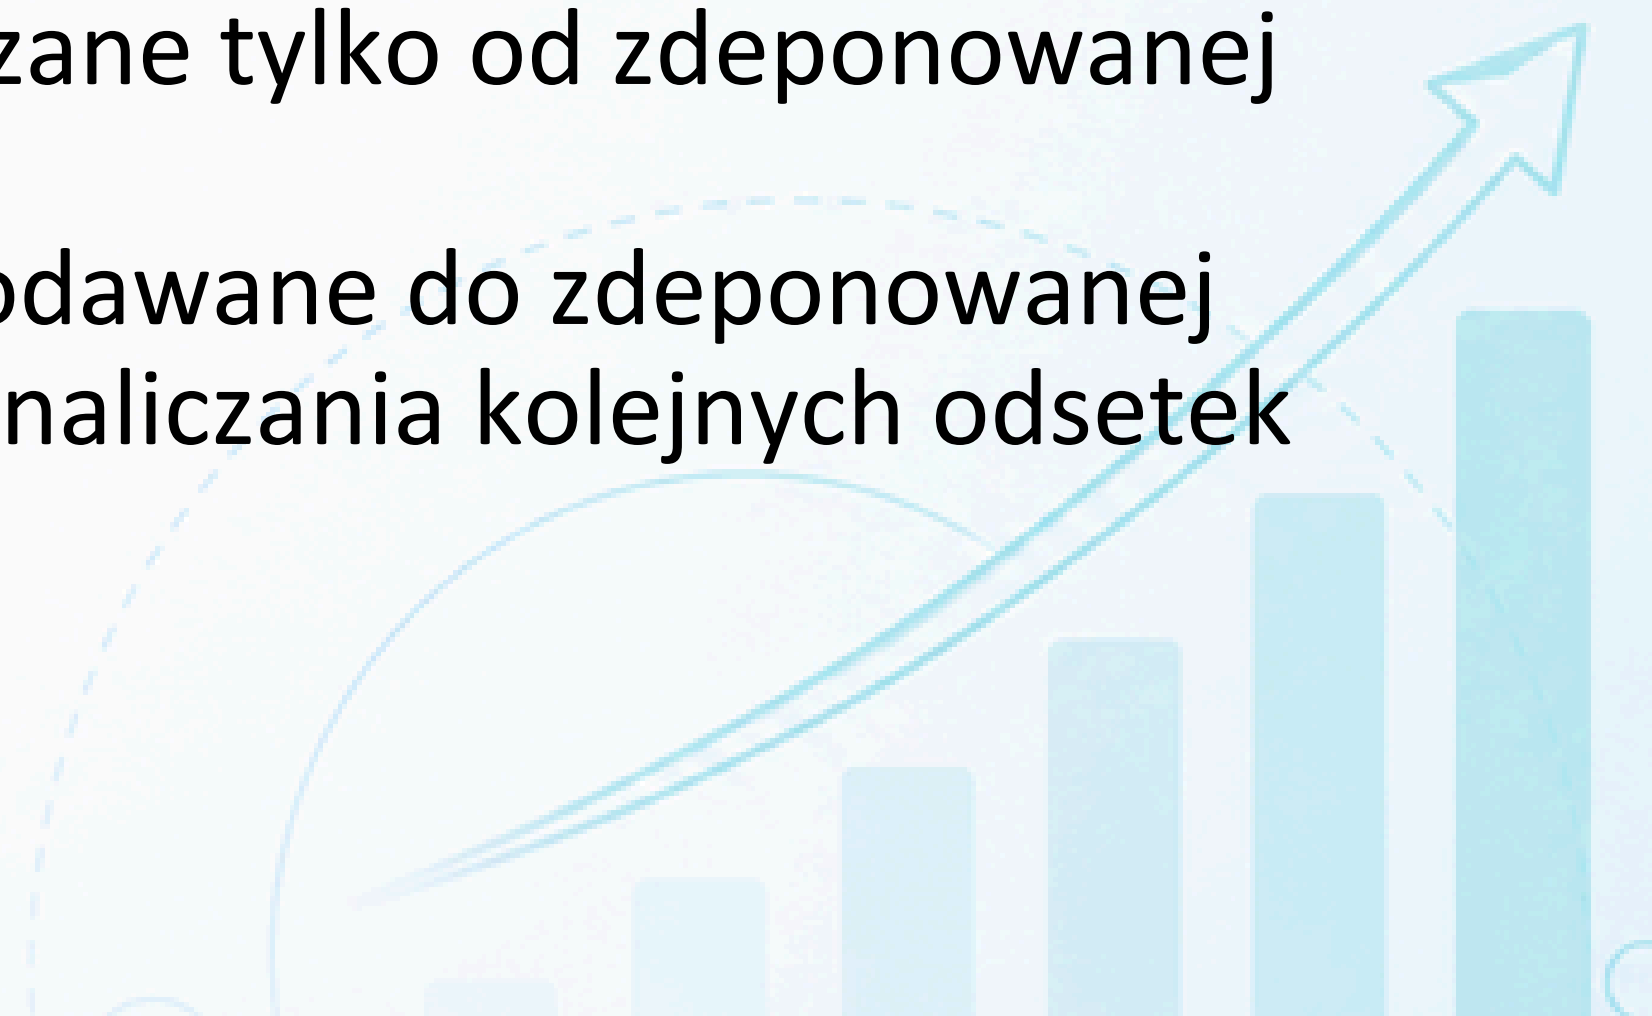 zane tylko od zdeponowanej
odawane do zdeponowanej
naliczania kolejnych odsetek